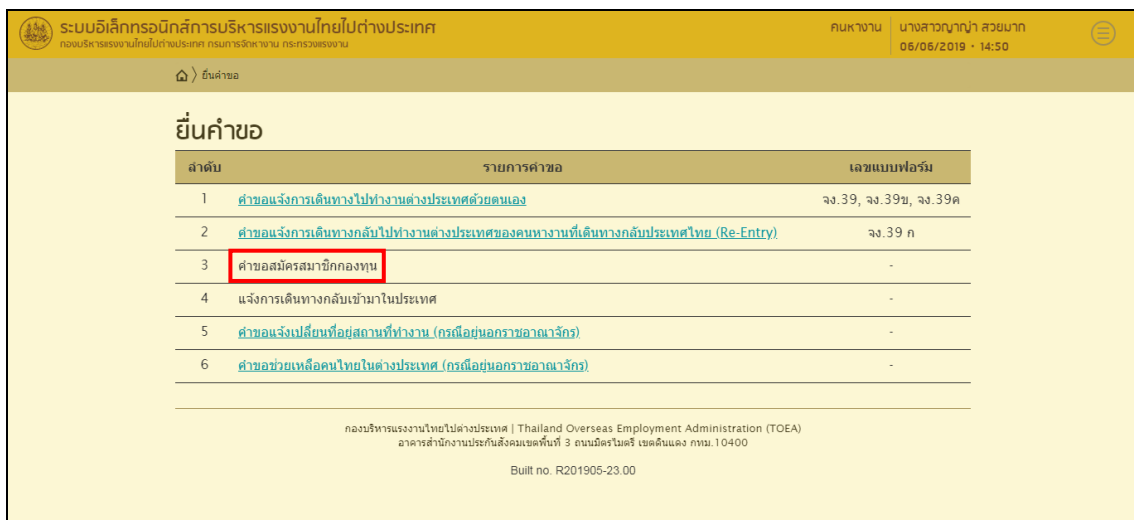 ระบบอิเล็กทรอนิกส์การบริหารแรงงานไทยไปต่างประเทศ
กองบริหารแรงงานไทยไปต่างประเทศ กรมการจัดหางาน กระทรวงแรงงาน
คนหางาน
นางสาวญาญ่า สวยมาก
06/06/2019 · 14:50
ยื่นคำขอ
ยื่นคำขอ
ลำดับ รายการคำขอ เลขแบบฟอร์ม
1 คำขอแจ้งการเดินทางไปทำงานต่างประเทศด้วยตนเอง จง.39, จง.39ข, จง.39ค
2 คำขอแจ้งการเดินทางกลับไปทำงานต่างประเทศของคนหางานที่เดินทางกลับประเทศไทย (Re-Entry) จง.39 ก
3 คำขอสมัครสมาชิกกองทุน -
4 แจ้งการเดินทางกลับเข้ามาในประเทศ -
5 คำขอแจ้งเปลี่ยนที่อยู่สถานที่ทำงาน (กรณีอยู่นอกราชอาณาจักร) -
6 คำขอช่วยเหลือคนไทยในต่างประเทศ (กรณีอยู่นอกราชอาณาจักร) -
กองบริหารแรงงานไทยไปต่างประเทศ | Thailand Overseas Employment Administration (TOEA)
อาคารสำนักงานประกันสังคมเขตพื้นที่ 3 ถนนมิตรไมตรี เขตดินแดง กทม.10400
Built no. R201905-23.00